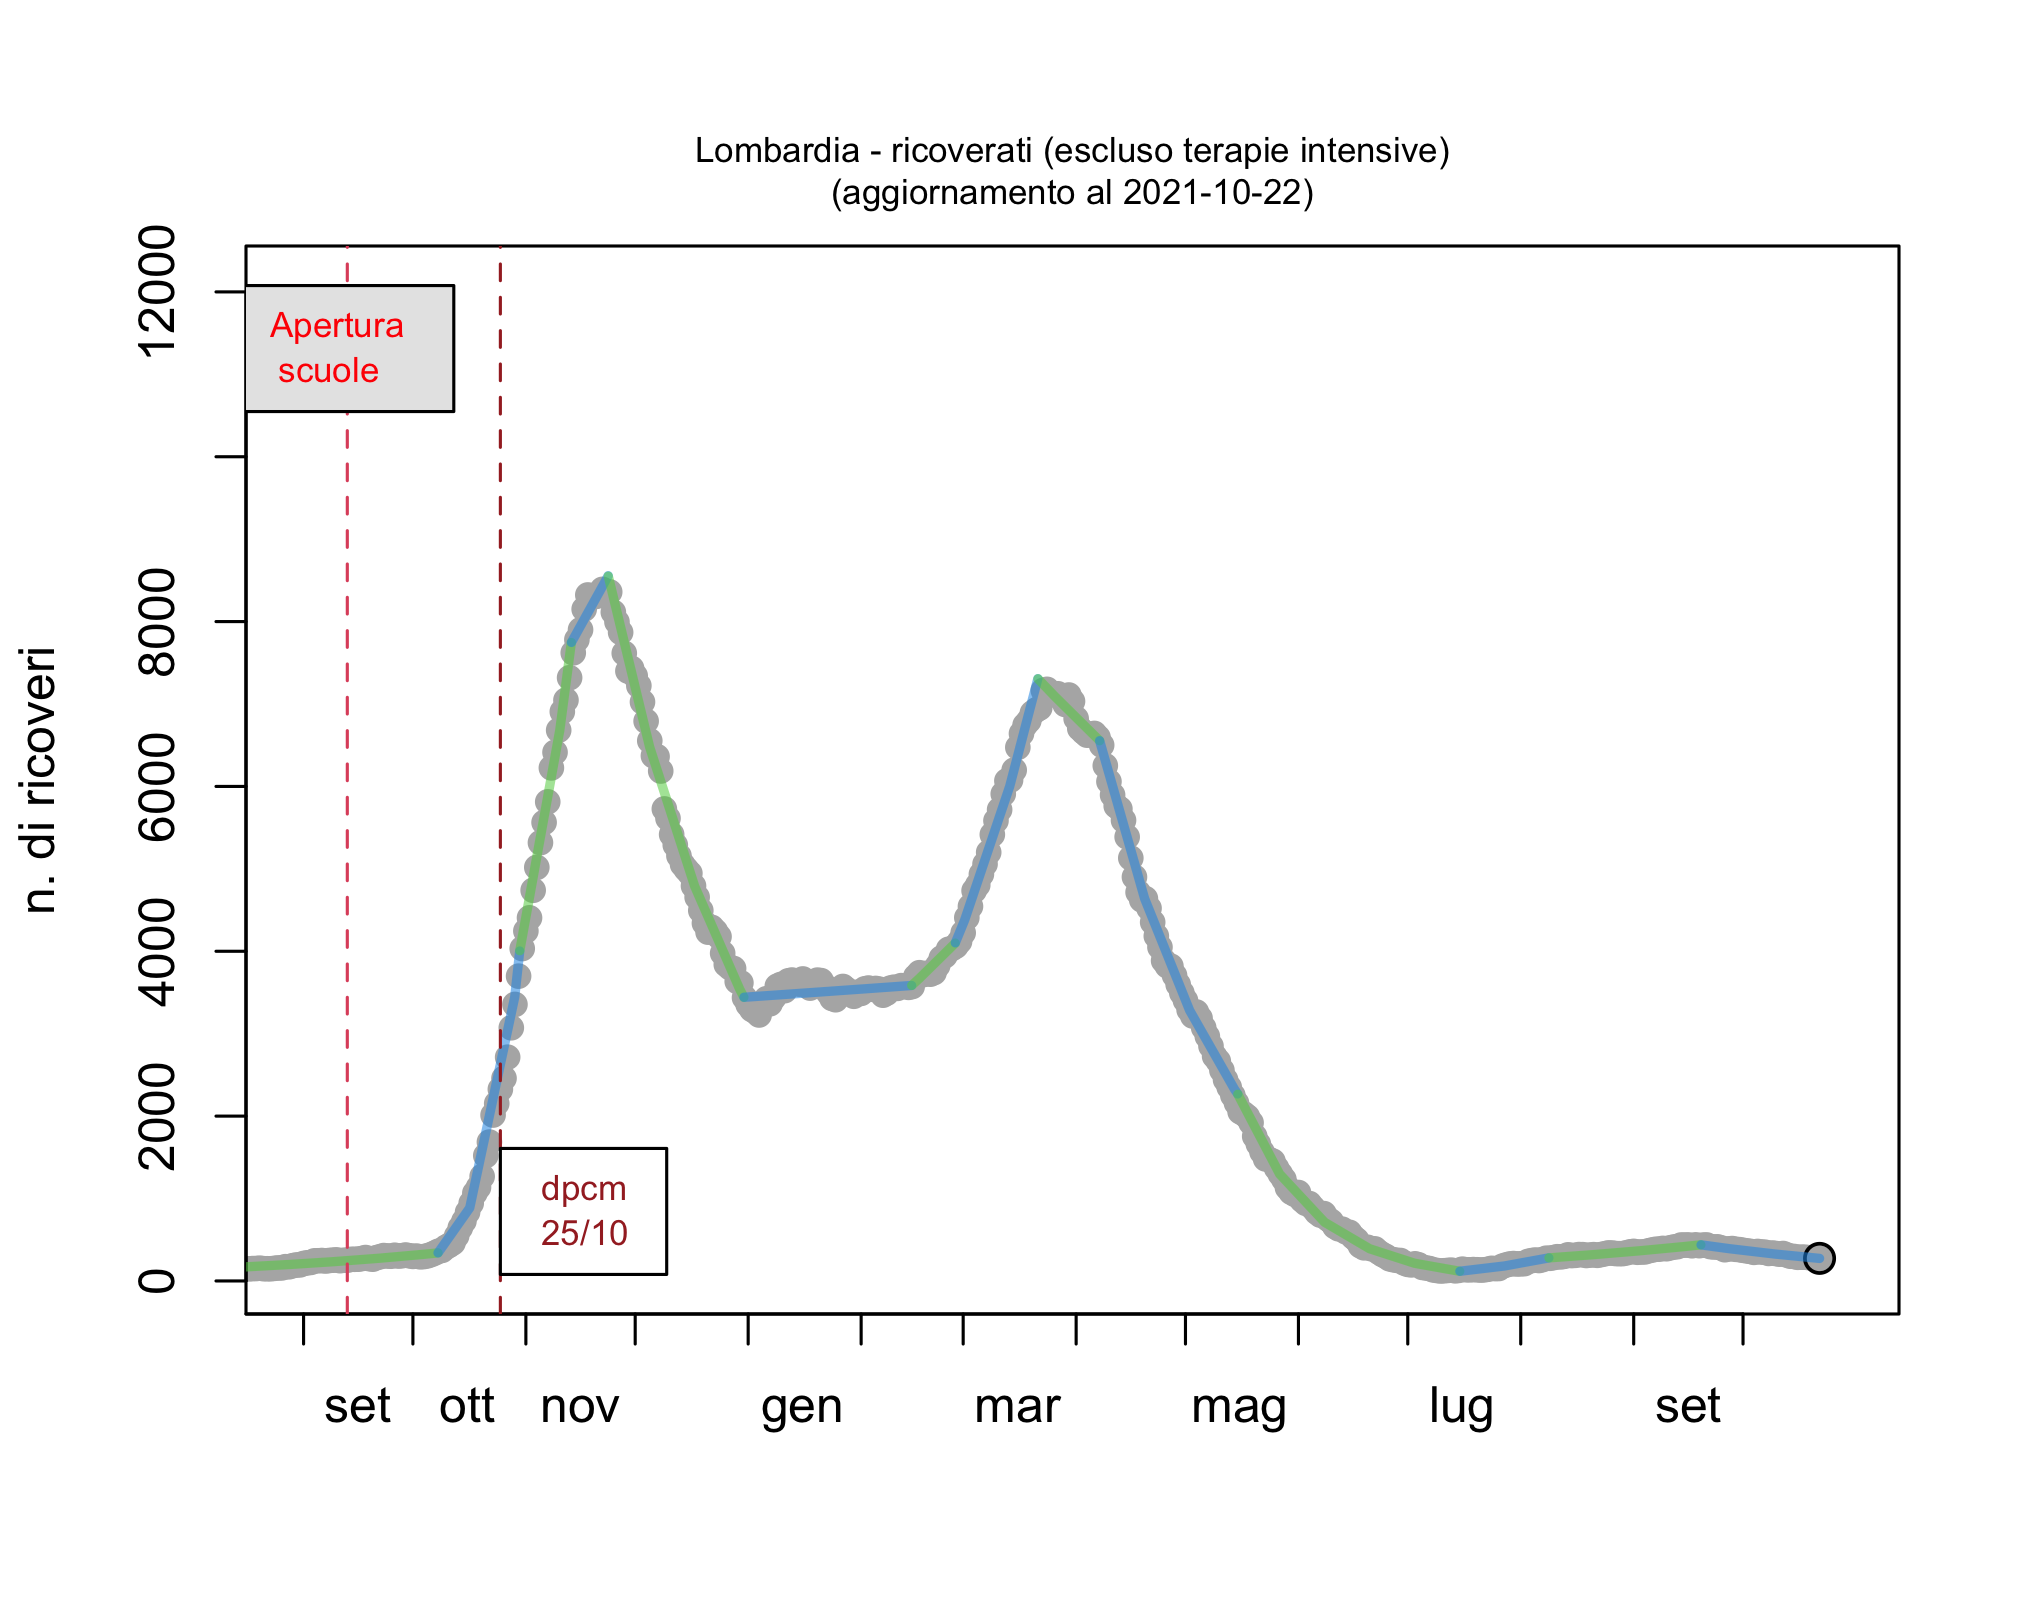 Lombardia - ricoverati (escluso terapie intensive)
(aggiornamento al 2021-10-22)
12000
8000
6000
4000
2000
0
n. di ricoveri
Apertura
scuole
dpcm
25/10
set ott nov gen mar mag lug set